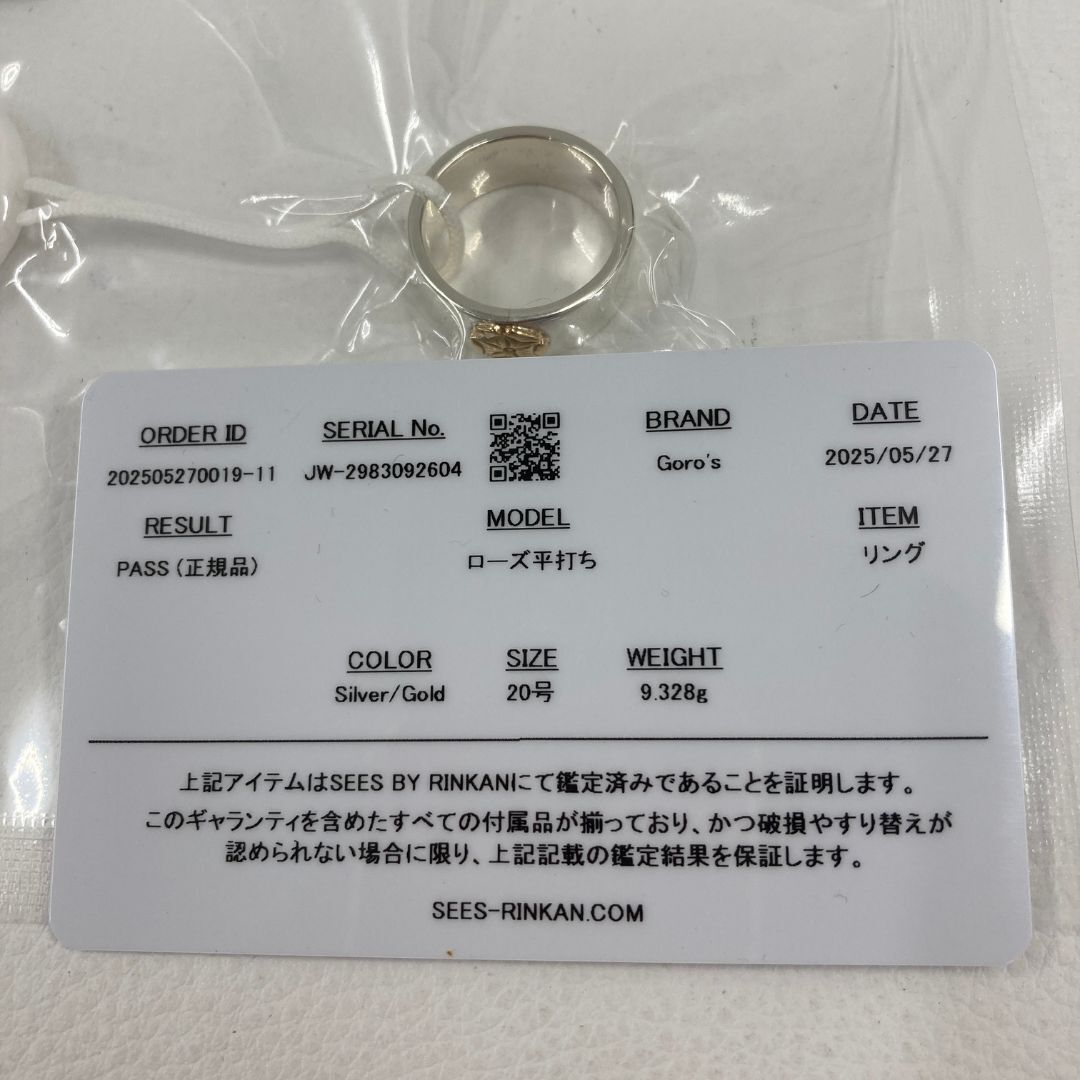 ORDER ID
202505270019-11
SERIAL No.
JW-2983092604
BRAND
Goro's
DATE
2025/05/27
RESULT
PASS（正規品）
MODEL
ローズ平打ち
ITEM
リング
COLOR
Silver/Gold
SIZE
20号
WEIGHT
9.328g
上記アイテムはSEES BY RINKANにて鑑定済みであることを証明します。
このギャランティを含めたすべての付属品が揃っており、かつ破損やすり替えが
認められない場合に限り、上記記載の鑑定結果を保証します。
SEES-RINKAN.COM